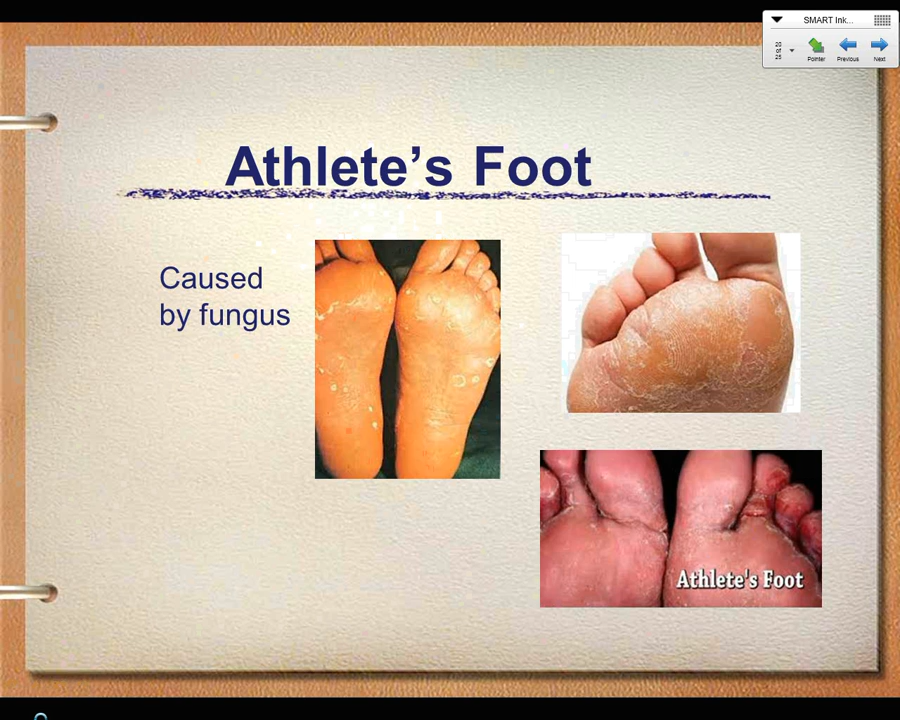 SMART Ink...
20
of
25
Pointer
Previous
Next
Athlete’s Foot
Caused
by fungus
Athlete's Foot